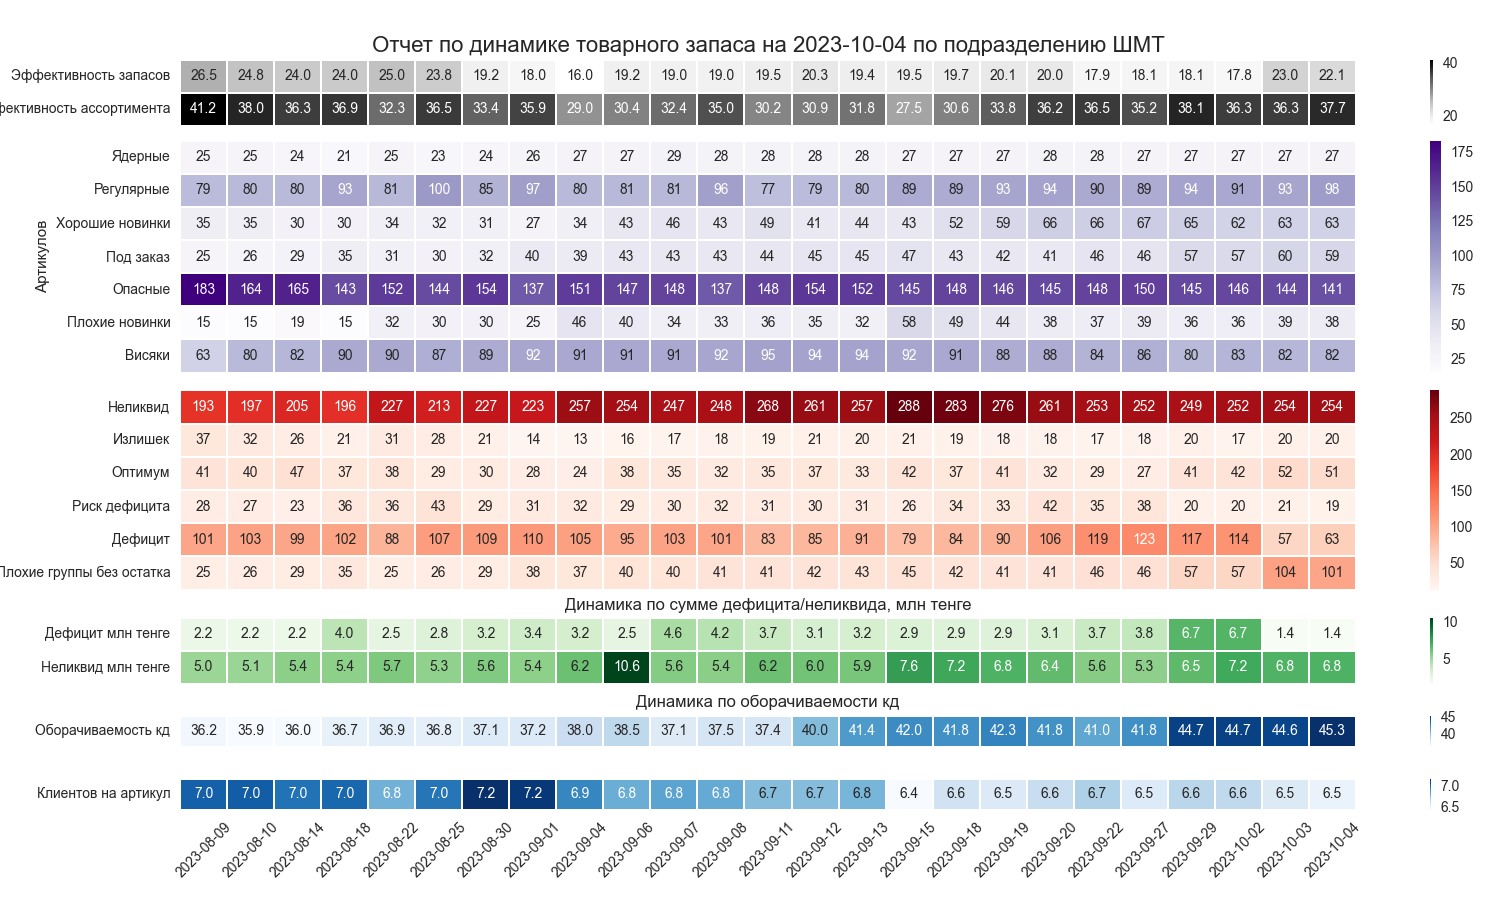 Отчет по динамике товарного запаса на 2023-10-04 по подразделению ШМТ
Эффективность запасов 26.5 24.8 24.0 24.0 25.0 23.8 19.2 18.0 16.0 19.2 19.0 19.0 19.5 20.3 19.4 19.5 19.7 20.1 20.0 17.9 18.1 18.1 17.8 23.0 22.1
фективность ассортимента 41.2 38.0 36.3 36.9 32.3 36.5 33.4 35.9 29.0 30.4 32.4 35.0 30.2 30.9 31.8 27.5 30.6 33.8 36.2 36.5 35.2 38.1 36.3 36.3 37.7
40
20
Артикулов
Ядерные 25 25 24 21 25 23 24 26 27 27 29 28 28 28 28 27 27 27 28 28 27 27 27 27 27
Регулярные 79 80 80 93 81 100 85 97 80 81 81 96 77 79 80 89 89 93 94 90 89 94 91 93 98
Хорошие новинки 35 35 30 30 34 32 31 27 34 43 46 43 49 41 44 43 52 59 66 66 67 65 62 63 63
Под заказ 25 26 29 35 31 30 32 40 39 43 43 43 44 45 45 47 43 42 41 46 46 57 57 60 59
Опасные 183 164 165 143 152 144 154 137 151 147 148 137 148 154 152 145 148 146 145 148 150 145 146 144 141
Плохие новинки 15 15 19 15 32 30 30 25 46 40 34 33 36 35 32 58 49 44 38 37 39 36 36 39 38
Висяки 63 80 82 90 90 87 89 92 91 91 91 92 95 94 94 92 91 88 88 84 86 80 83 82 82
175
150
125
100
75
50
25
Неликвид 193 197 205 196 227 213 227 223 257 254 247 248 268 261 257 288 283 276 261 253 252 249 252 254 254
Излишек 37 32 26 21 31 28 21 14 13 16 17 18 19 21 20 21 19 18 18 17 18 20 17 20 20
Оптимум 41 40 47 37 38 29 30 28 24 38 35 32 35 37 33 42 37 41 32 29 27 41 42 52 51
Риск дефицита 28 27 23 36 36 43 29 31 32 29 30 32 31 30 31 26 34 33 42 35 38 20 20 21 19
Дефицит 101 103 99 102 88 107 109 110 105 95 103 101 83 85 91 79 84 90 106 119 123 117 114 57 63
Плохие группы без остатка 25 26 29 35 25 26 29 38 37 40 40 41 41 42 43 45 42 41 41 46 46 57 57 104 101
250
200
150
100
50
Динамика по сумме дефицита/неликвида, млн тенге
Дефицит млн тенге 2.2 2.2 2.2 4.0 2.5 2.8 3.2 3.4 3.2 2.5 4.6 4.2 3.7 3.1 3.2 2.9 2.9 2.9 3.1 3.7 3.8 6.7 6.7 1.4 1.4
Неликвид млн тенге 5.0 5.1 5.4 5.4 5.7 5.3 5.6 5.4 6.2 10.6 5.6 5.4 6.2 6.0 5.9 7.6 7.2 6.8 6.4 5.6 5.3 6.5 7.2 6.8 6.8
10
5
Динамика по оборачиваемости кд
Оборачиваемость кд 36.2 35.9 36.0 36.7 36.9 36.8 37.1 37.2 38.0 38.5 37.1 37.5 37.4 40.0 41.4 42.0 41.8 42.3 41.8 41.0 41.8 44.7 44.7 44.6 45.3
45
40
Клиентов на артикул 7.0 7.0 7.0 7.0 6.8 7.0 7.2 7.2 6.9 6.8 6.8 6.8 6.7 6.7 6.8 6.4 6.6 6.5 6.6 6.7 6.5 6.6 6.6 6.5 6.5
7.0
6.5
2023-08-09 2023-08-10 2023-08-14 2023-08-18 2023-08-22 2023-08-25 2023-08-30 2023-09-01 2023-09-04 2023-09-06 2023-09-07 2023-09-08 2023-09-11 2023-09-12 2023-09-13 2023-09-15 2023-09-18 2023-09-19 2023-09-20 2023-09-22 2023-09-27 2023-09-29 2023-10-02 2023-10-03 2023-10-04